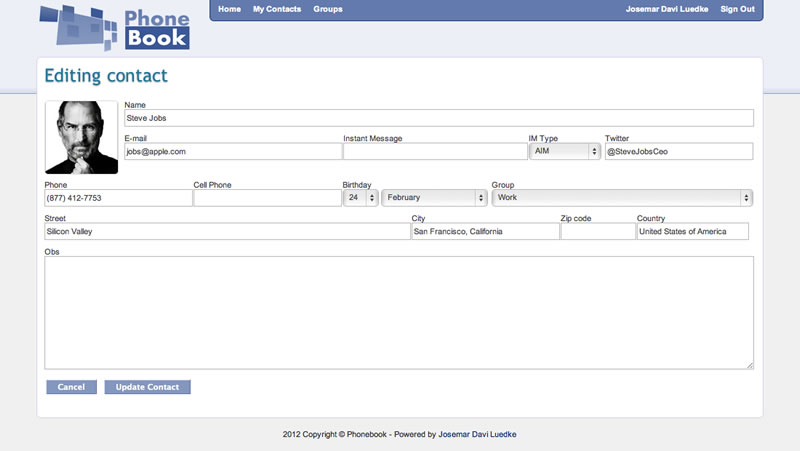 Phone
Book
Home My Contacts Groups Josemar Davi Luedke Sign Out
Editing contact
Name
Steve Jobs
E-mail Instant Message IM Type Twitter
jobs@apple.com AIM @SteveJobsCeo
Phone Cell Phone Birthday Group
(877) 412-7753 24 February Work
Street City Zip code Country
Silicon Valley San Francisco, California United States of America
Obs
Cancel Update Contact
2012 Copyright © Phonebook - Powered by Josemar Davi Luedke